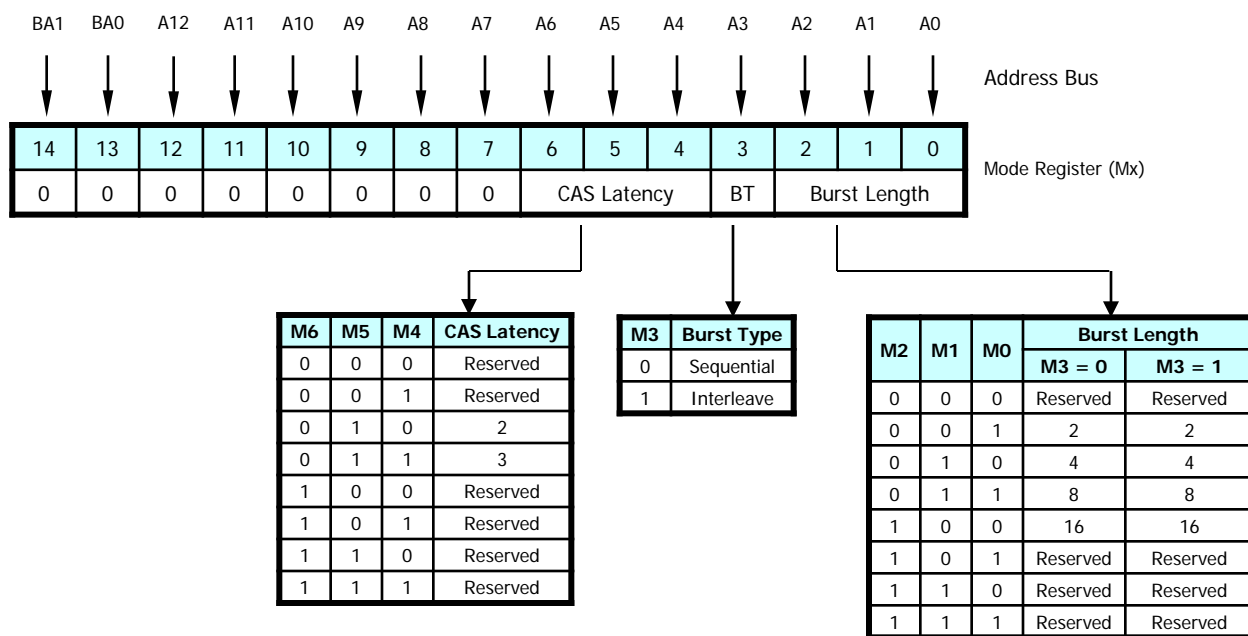 BA1 BA0 A12 A11 A10 A9 A8 A7 A6 A5 A4 A3 A2 A1 A0
Address Bus
14 13 12 11 10 9 8 7 6 5 4 3 2 1 0
Mode Register (Mx)
0 0 0 0 0 0 0 0 CAS Latency BT Burst Length
M6 M5 M4 CAS Latency
0 0 0 Reserved
0 0 1 Reserved
0 1 0 2
0 1 1 3
1 0 0 Reserved
1 0 1 Reserved
1 1 0 Reserved
1 1 1 Reserved
M3 Burst Type
0 Sequential
1 Interleave
M2 M1 M0 Burst Length
M3 = 0 M3 = 1
0 0 0 Reserved Reserved
0 0 1 2 2
0 1 0 4 4
0 1 1 8 8
1 0 0 16 16
1 0 1 Reserved Reserved
1 1 0 Reserved Reserved
1 1 1 Reserved Reserved